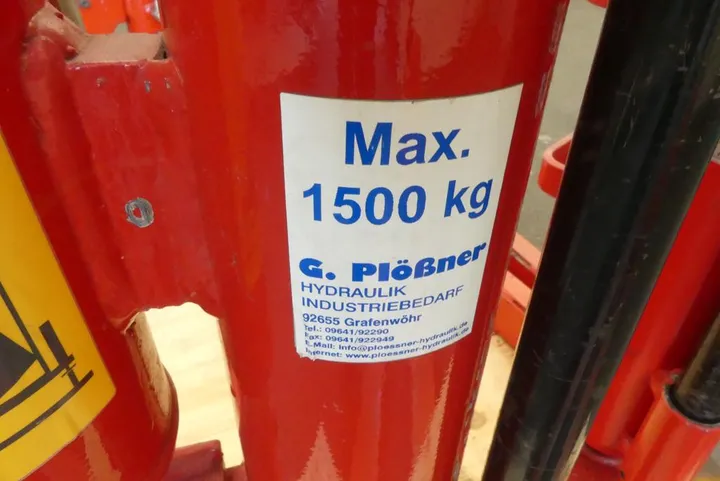 Max.
1500 kg
G. Plößner
HYDRAULIK
INDUSTRIEBEDARF
92655 Grafenwöhr
Tel.: 09641/92290
Fax: 09641/922949
E.Mail: info@ploessner-hydraulik.de
Internet: www.ploessner-hydraulik.de